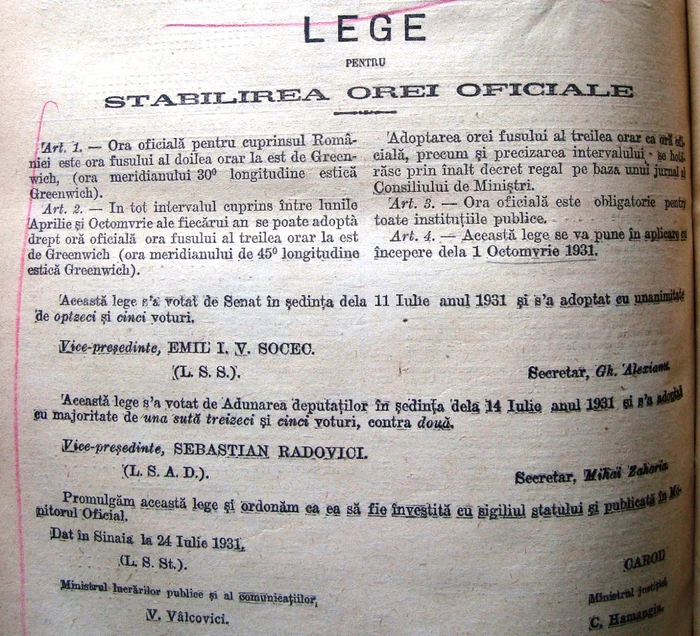 LEGE
PENTRU
STABILIREA OREI OFICIALE
Art. 1. — Ora oficială pentru cuprinsul Româ-
niei este ora fusului al doilea orar la est de Green-
wich, (ora meridianului 30⁰ longitudine estică
Greenwich).
Art. 2. — In tot intervalul cuprins între lunile
Aprilie și Octomvrie ale fiecărui an se poate adoptà
drept oră oficială ora fusului al treilea orar la est
de Greenwich (ora meridianului de 45⁰ longitudine
estică Greenwich).
Adoptarea orei fusului al treilea orar ca oră ofi-
cială, precum și precizarea intervalului, se hotă-
răsc prin înalt decret regal pe baza unui jurnal al
Consiliului de Miniștri.
Art. 3. — Ora oficială este obligatorie pentru
toate instituțiile publice.
Art. 4. — Această lege se va pune în aplicare cu
începere dela 1 Octomvrie 1931.
Această lege s'a votat de Senat în ședința dela 11 Iulie anul 1931 și s'a adoptat cu unanimitate
de optzeci și cinci voturi.
Vice-președinte, EMIL I. V. SOCEC.
(L. S. S.).
Secretar, Gh. Alexianu.
Această lege s'a votat de Adunarea deputaților în ședința dela 14 Iulie anul 1931 și s'a adoptat
cu majoritate de una sută treizeci și cinci voturi, contra două.
Vice-președinte, SEBASTIAN RADOVICI.
(L. S. A. D.).
Secretar, Mihai Zaharia
Promulgăm această lege și ordonăm ca ea să fie învestită cu sigiliul statului și publicată în Mo-
nitorul Oficial.
Dat în Sinaia la 24 Iulie 1931.
(L. S. St.).
CAROL
Ministrul lucrărilor publice și al comunicațiilor,
V. Vâlcovici.
Ministrul justiției,
C. Hamangiu.